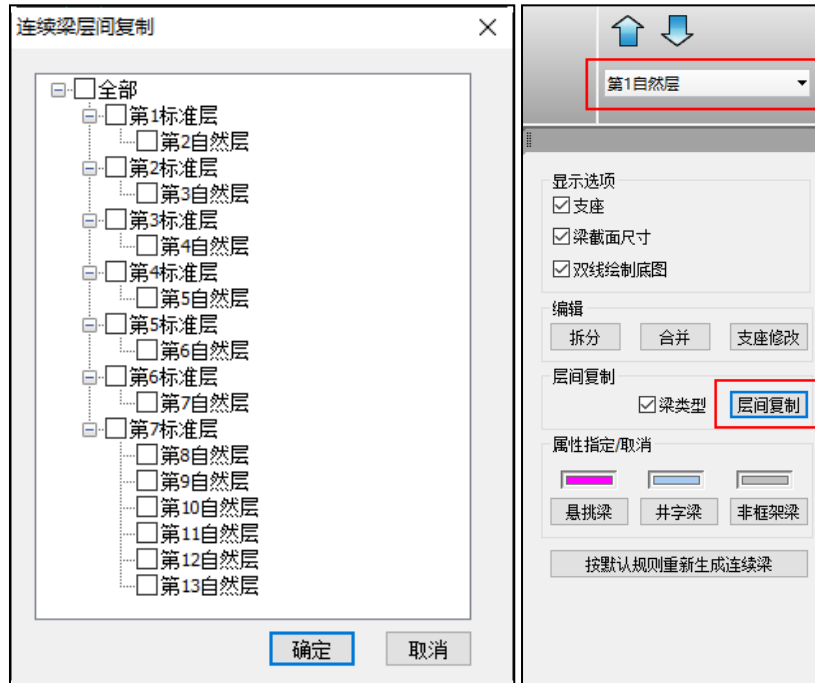 连续梁层间复制
全部
第1标准层
第2自然层
第2标准层
第3自然层
第3标准层
第4自然层
第4标准层
第5自然层
第5标准层
第6自然层
第6标准层
第7自然层
第7标准层
第8自然层
第9自然层
第10自然层
第11自然层
第12自然层
第13自然层
确定 取消
第1自然层
显示选项
支座
梁截面尺寸
双线绘制底图
编辑
拆分 合并 支座修改
层间复制
梁类型 层间复制
属性指定/取消
悬挑梁 井字梁 非框架梁
按默认规则重新生成连续梁